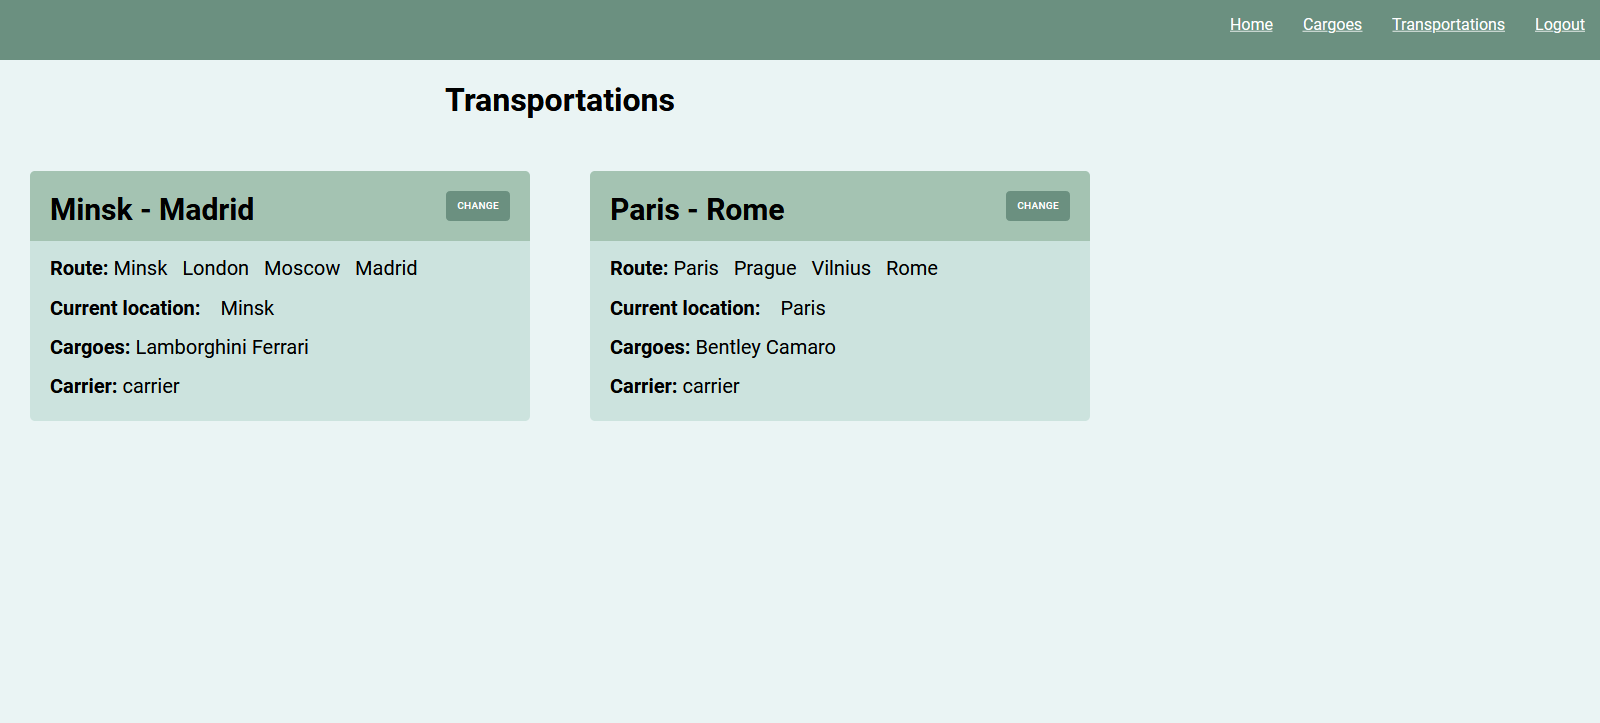 Home Cargoes Transportations Logout
Transportations
Minsk - Madrid
CHANGE
Route: Minsk London Moscow Madrid
Current location: Minsk
Cargoes: Lamborghini Ferrari
Carrier: carrier
Paris - Rome
CHANGE
Route: Paris Prague Vilnius Rome
Current location: Paris
Cargoes: Bentley Camaro
Carrier: carrier